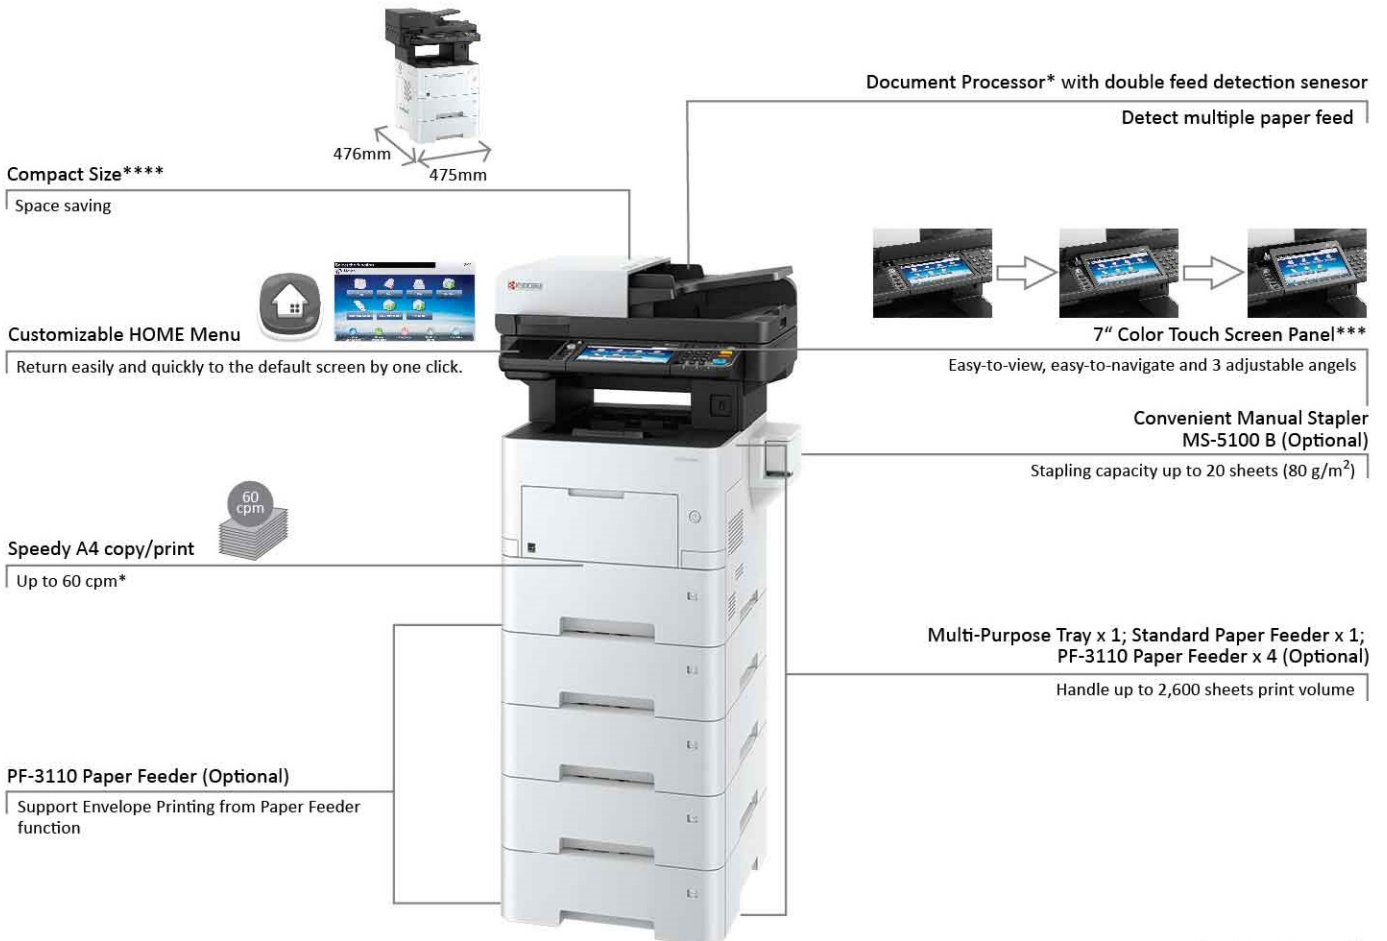 476mm
475mm
Compact Size****
Space saving
Document Processor* with double feed detection senesor
Detect multiple paper feed
KYOCERA
Customizable HOME Menu
Return easily and quickly to the default screen by one click.
7“ Color Touch Screen Panel***
Easy-to-view, easy-to-navigate and 3 adjustable angels
Convenient Manual Stapler
MS-5100 B (Optional)
Stapling capacity up to 20 sheets (80 g/m²)
60
cpm
Speedy A4 copy/print
Up to 60 cpm*
Multi-Purpose Tray x 1; Standard Paper Feeder x 1;
PF-3110 Paper Feeder x 4 (Optional)
Handle up to 2,600 sheets print volume
PF-3110 Paper Feeder (Optional)
Support Envelope Printing from Paper Feeder
function